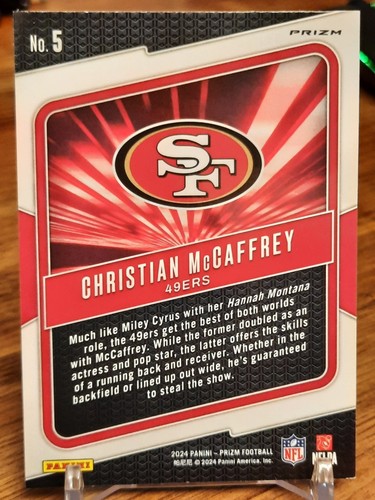 No. 5
PRIZM
SF
CHRISTIAN McCAFFREY
49ERS
Much like Miley Cyrus with her Hannah Montana
role, the 49ers get the best of both worlds
with McCaffrey. While the former doubled as an
actress and pop star, the latter offers the skills
of a running back and receiver. Whether in the
backfield or lined up out wide, he's guaranteed
to steal the show.
PANINI
2024 PANINI – PRIZM FOOTBALL
帕尼尼 © 2024 Panini America, Inc.
NFL
NFLPA